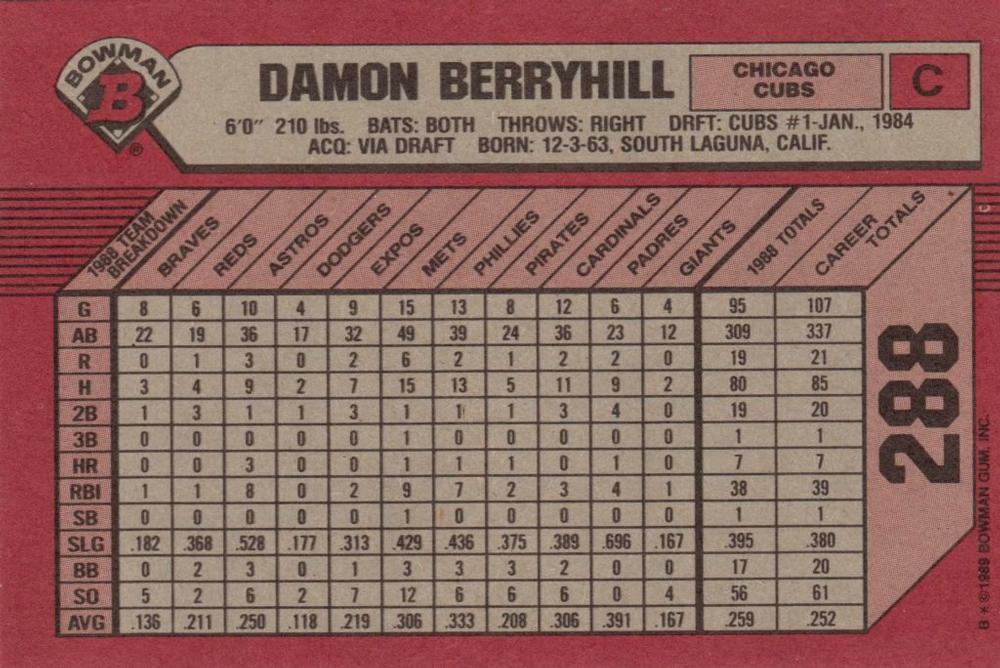 BOWMAN
B
®
DAMON BERRYHILL
CHICAGO
CUBS
C
6'0" 210 lbs. BATS: BOTH THROWS: RIGHT DRFT: CUBS #1-JAN., 1984
ACQ: VIA DRAFT BORN: 12-3-63, SOUTH LAGUNA, CALIF.
1988 TEAM BREAKDOWN BRAVES REDS ASTROS DODGERS EXPOS METS PHILLIES PIRATES CARDINALS PADRES GIANTS 1988 TOTALS CAREER TOTALS
G 8 6 10 4 9 15 13 8 12 6 4 95 107
AB 22 19 36 17 32 49 39 24 36 23 12 309 337
R 0 1 3 0 2 6 2 1 2 2 0 19 21
H 3 4 9 2 7 15 13 5 11 9 2 80 85
2B 1 3 1 1 3 1 1 1 3 4 0 19 20
3B 0 0 0 0 0 1 0 0 0 0 0 1 1
HR 0 0 3 0 0 1 1 1 0 1 0 7 7
RBI 1 1 8 0 2 9 7 2 3 4 1 38 39
SB 0 0 0 0 0 1 0 0 0 0 0 1 1
SLG .182 .368 .528 .177 .313 .429 .436 .375 .389 .696 .167 .395 .380
BB 0 2 3 0 1 3 3 3 2 0 0 17 20
SO 5 2 6 2 7 12 6 6 6 0 4 56 61
AVG .136 .211 .250 .118 .219 .306 .333 .208 .306 .391 .167 .259 .252
288
B * © 1989 BOWMAN GUM, INC.